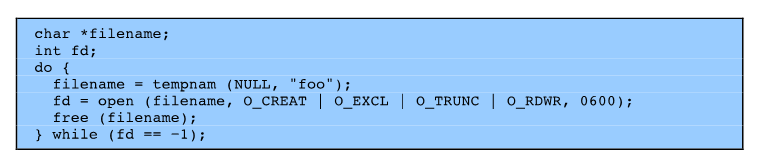 char *filename;
int fd;
do {
  filename = tempnam (NULL, "foo");
  fd = open (filename, O_CREAT | O_EXCL | O_TRUNC | O_RDWR, 0600);
  free (filename);
} while (fd == -1);